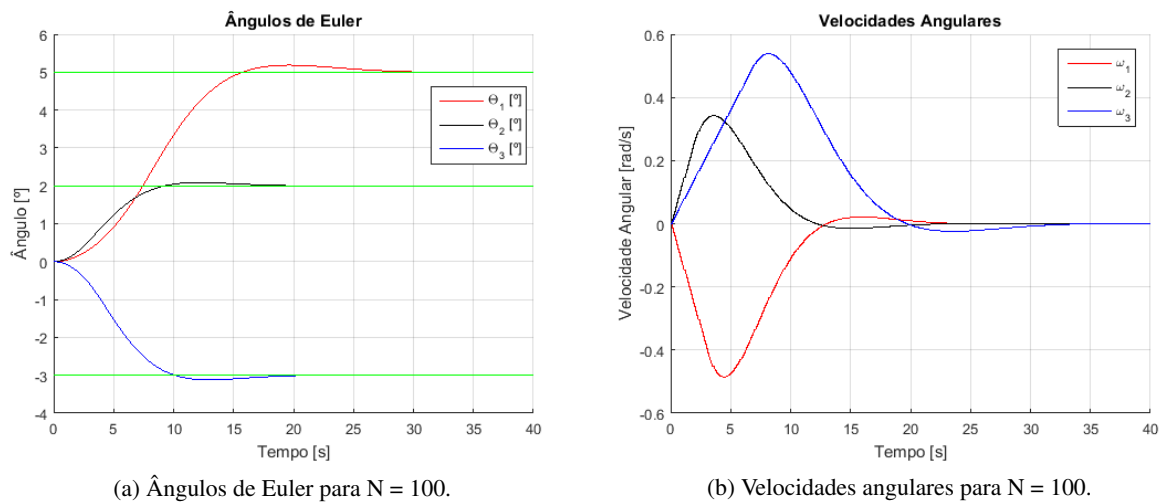 Ângulos de Euler
6
5
4
3
2
1
0
-1
-2
-3
-4
Ângulo [º]
0 5 10 15 20 25 30 35 40
Tempo [s]
Θ1 [º]
Θ2 [º]
Θ3 [º]
(a) Ângulos de Euler para N = 100.
Velocidades Angulares
0.6
0.4
0.2
0
-0.2
-0.4
-0.6
Velocidade Angular [rad/s]
0 5 10 15 20 25 30 35 40
Tempo [s]
ω1
ω2
ω3
(b) Velocidades angulares para N = 100.